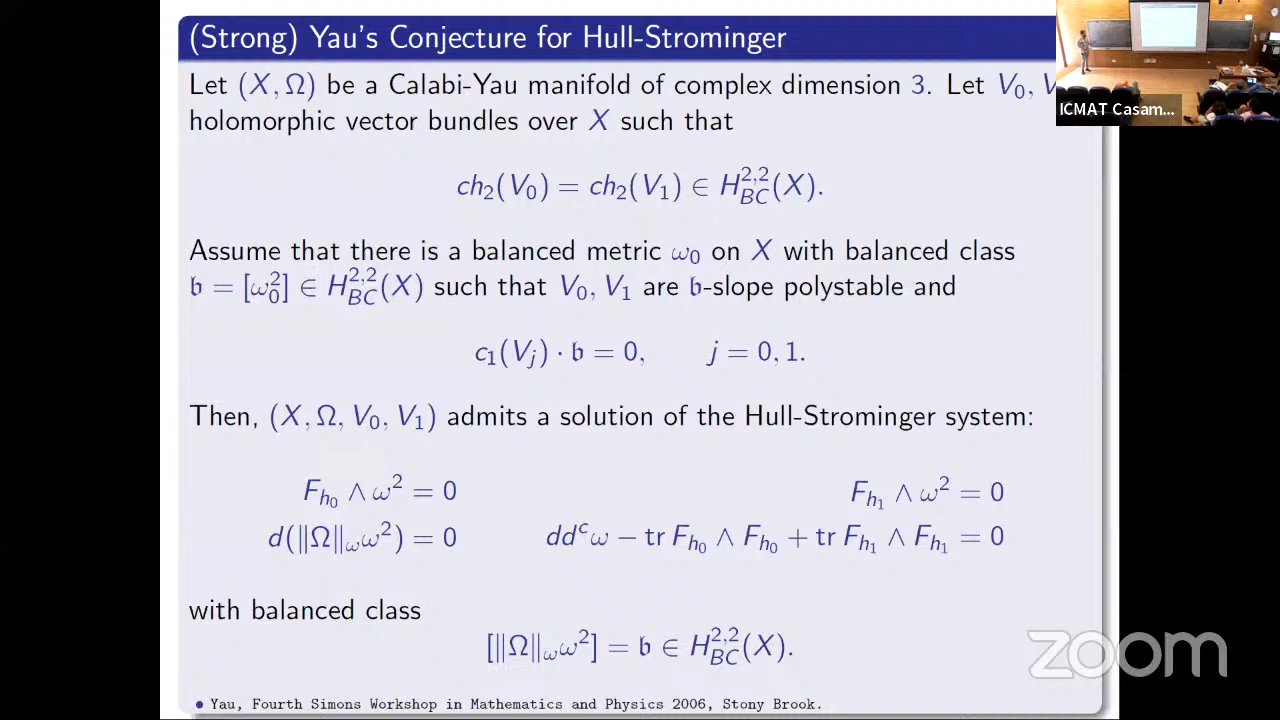 (Strong) Yau's Conjecture for Hull-Strominger
Let (X, Ω) be a Calabi-Yau manifold of complex dimension 3. Let V₀,
holomorphic vector bundles over X such that
ch₂(V₀) = ch₂(V₁) ∈ H_{BC}^{2,2}(X).
Assume that there is a balanced metric ω₀ on X with balanced class
𝔟 = [ω₀²] ∈ H_{BC}^{2,2}(X) such that V₀, V₁ are 𝔟-slope polystable and
c₁(V_j) · 𝔟 = 0, j = 0, 1.
Then, (X, Ω, V₀, V₁) admits a solution of the Hull-Strominger system:
F_{h₀} ∧ ω² = 0 F_{h₁} ∧ ω² = 0
d(‖Ω‖_ω ω²) = 0 dd^c ω − tr F_{h₀} ∧ F_{h₀} + tr F_{h₁} ∧ F_{h₁} = 0
with balanced class
[‖Ω‖_ω ω²] = 𝔟 ∈ H_{BC}^{2,2}(X).
• Yau, Fourth Simons Workshop in Mathematics and Physics 2006, Stony Brook.
ICMAT Casam...
zoom